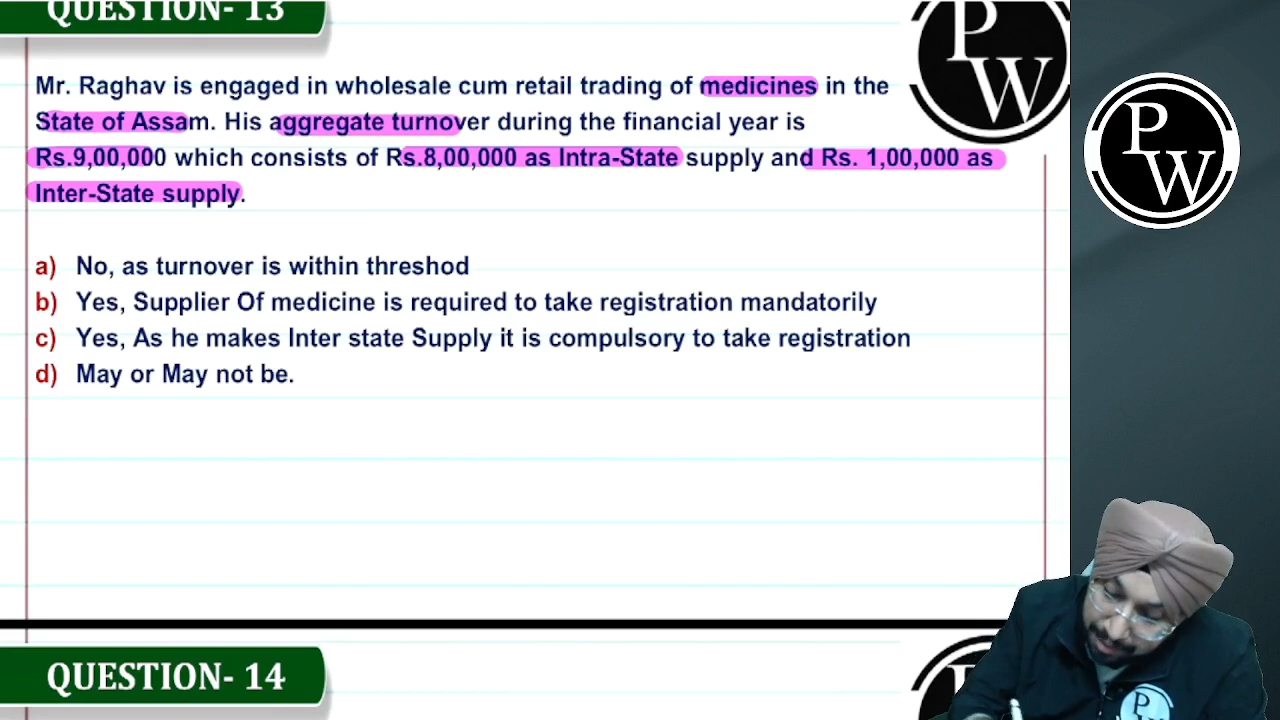 QUESTION- 13
Mr. Raghav is engaged in wholesale cum retail trading of medicines in the
State of Assam. His aggregate turnover during the financial year is
Rs.9,00,000 which consists of Rs.8,00,000 as Intra-State supply and Rs. 1,00,000 as
Inter-State supply.
a) No, as turnover is within threshod
b) Yes, Supplier Of medicine is required to take registration mandatorily
c) Yes, As he makes Inter state Supply it is compulsory to take registration
d) May or May not be.
QUESTION- 14
PW
PW
PW